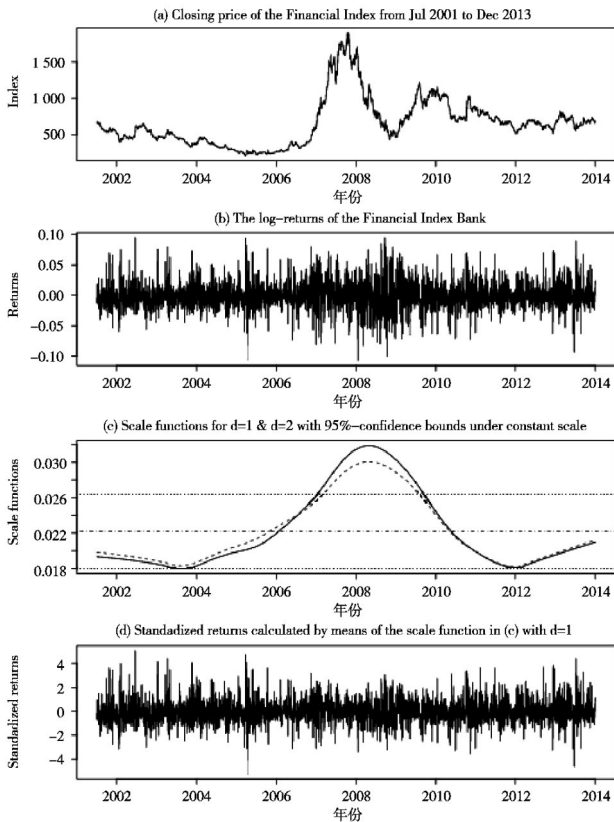 (a) Closing price of the Financial Index from Jul 2001 to Dec 2013
Index
1 500
1 000
500
2002 2004 2006 2008 2010 2012 2014
年份
(b) The log-returns of the Financial Index Bank
Returns
0.10
0.05
0.00
-0.05
-0.10
2002 2004 2006 2008 2010 2012 2014
年份
(c) Scale functions for d=1 & d=2 with 95%-confidence bounds under constant scale
Scale functions
0.030
0.026
0.022
0.018
2002 2004 2006 2008 2010 2012 2014
年份
(d) Standadized returns calculated by means of the scale function in (c) with d=1
Standadlized returns
4
2
0
-2
-4
2002 2004 2006 2008 2010 2012 2014
年份